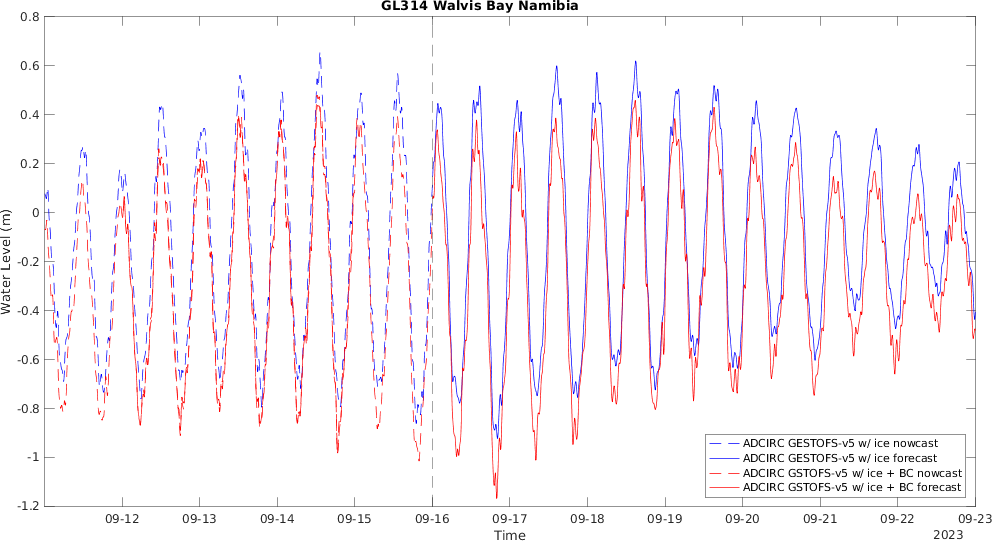 GL314 Walvis Bay Namibia
0.8
0.6
0.4
0.2
0
-0.2
-0.4
-0.6
-0.8
-1
-1.2
Water Level (m)
ADCIRC GESTOFS-v5 w/ ice nowcast
ADCIRC GESTOFS-v5 w/ ice forecast
ADCIRC GSTOFS-v5 w/ ice + BC nowcast
ADCIRC GSTOFS-v5 w/ ice + BC forecast
09-12 09-13 09-14 09-15 09-16 09-17 09-18 09-19 09-20 09-21 09-22 09-23
Time
2023